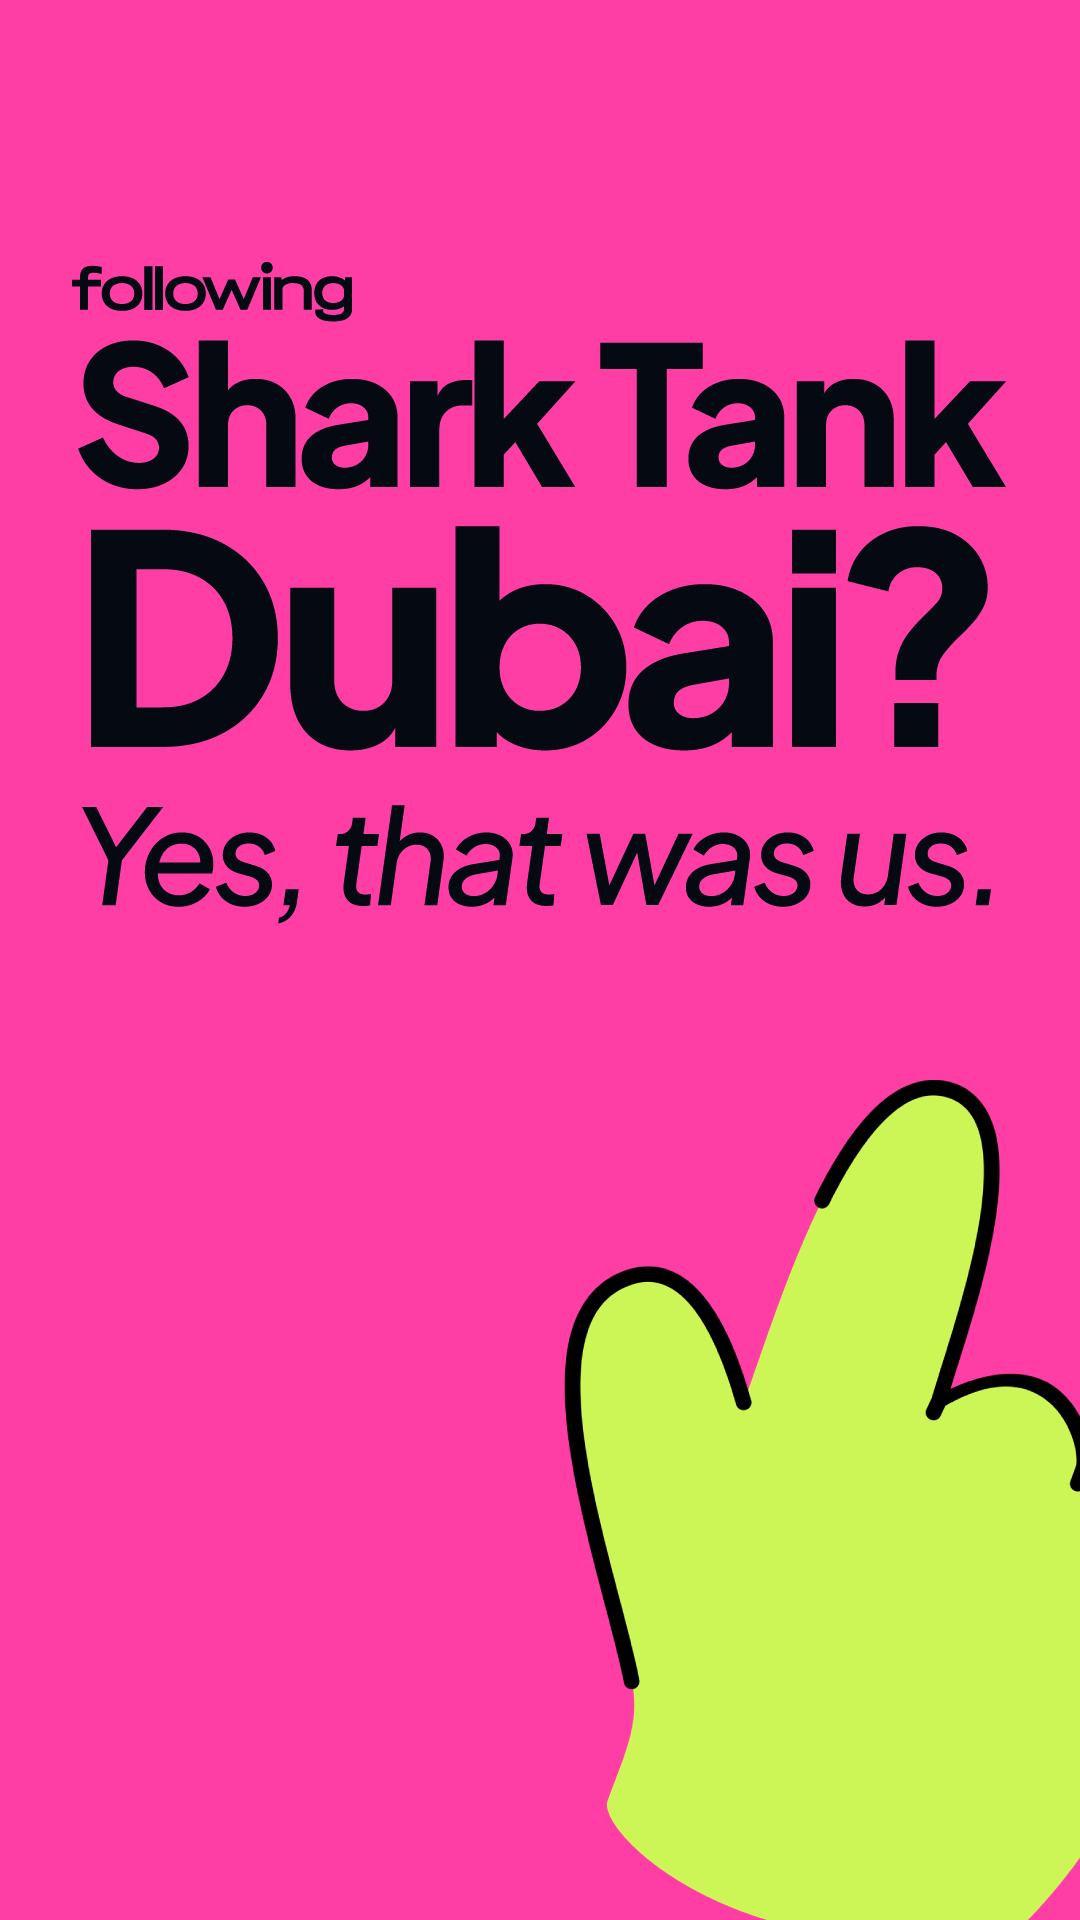 following
Shark Tank
Dubai?
Yes, that was us.